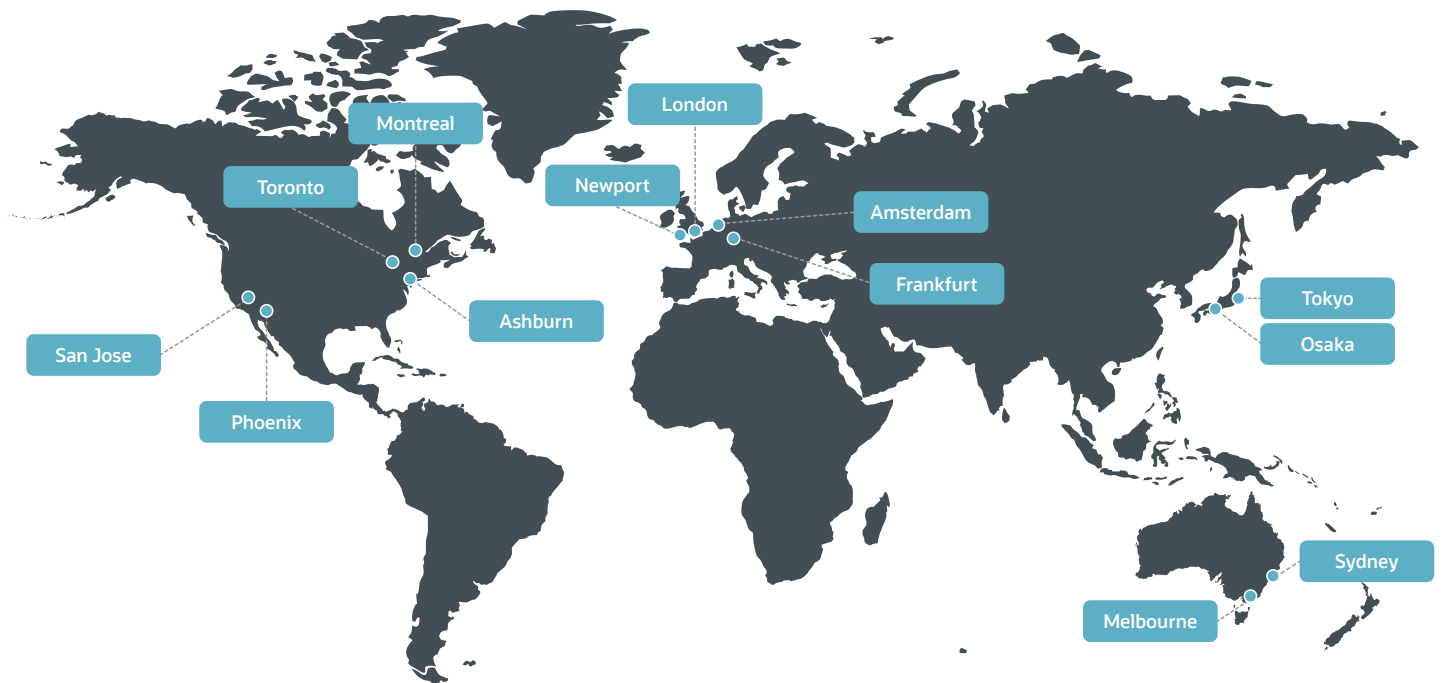 London
Montreal
Toronto
Newport
Amsterdam
Frankfurt
Tokyo
Ashburn
Osaka
San Jose
Phoenix
Sydney
Melbourne